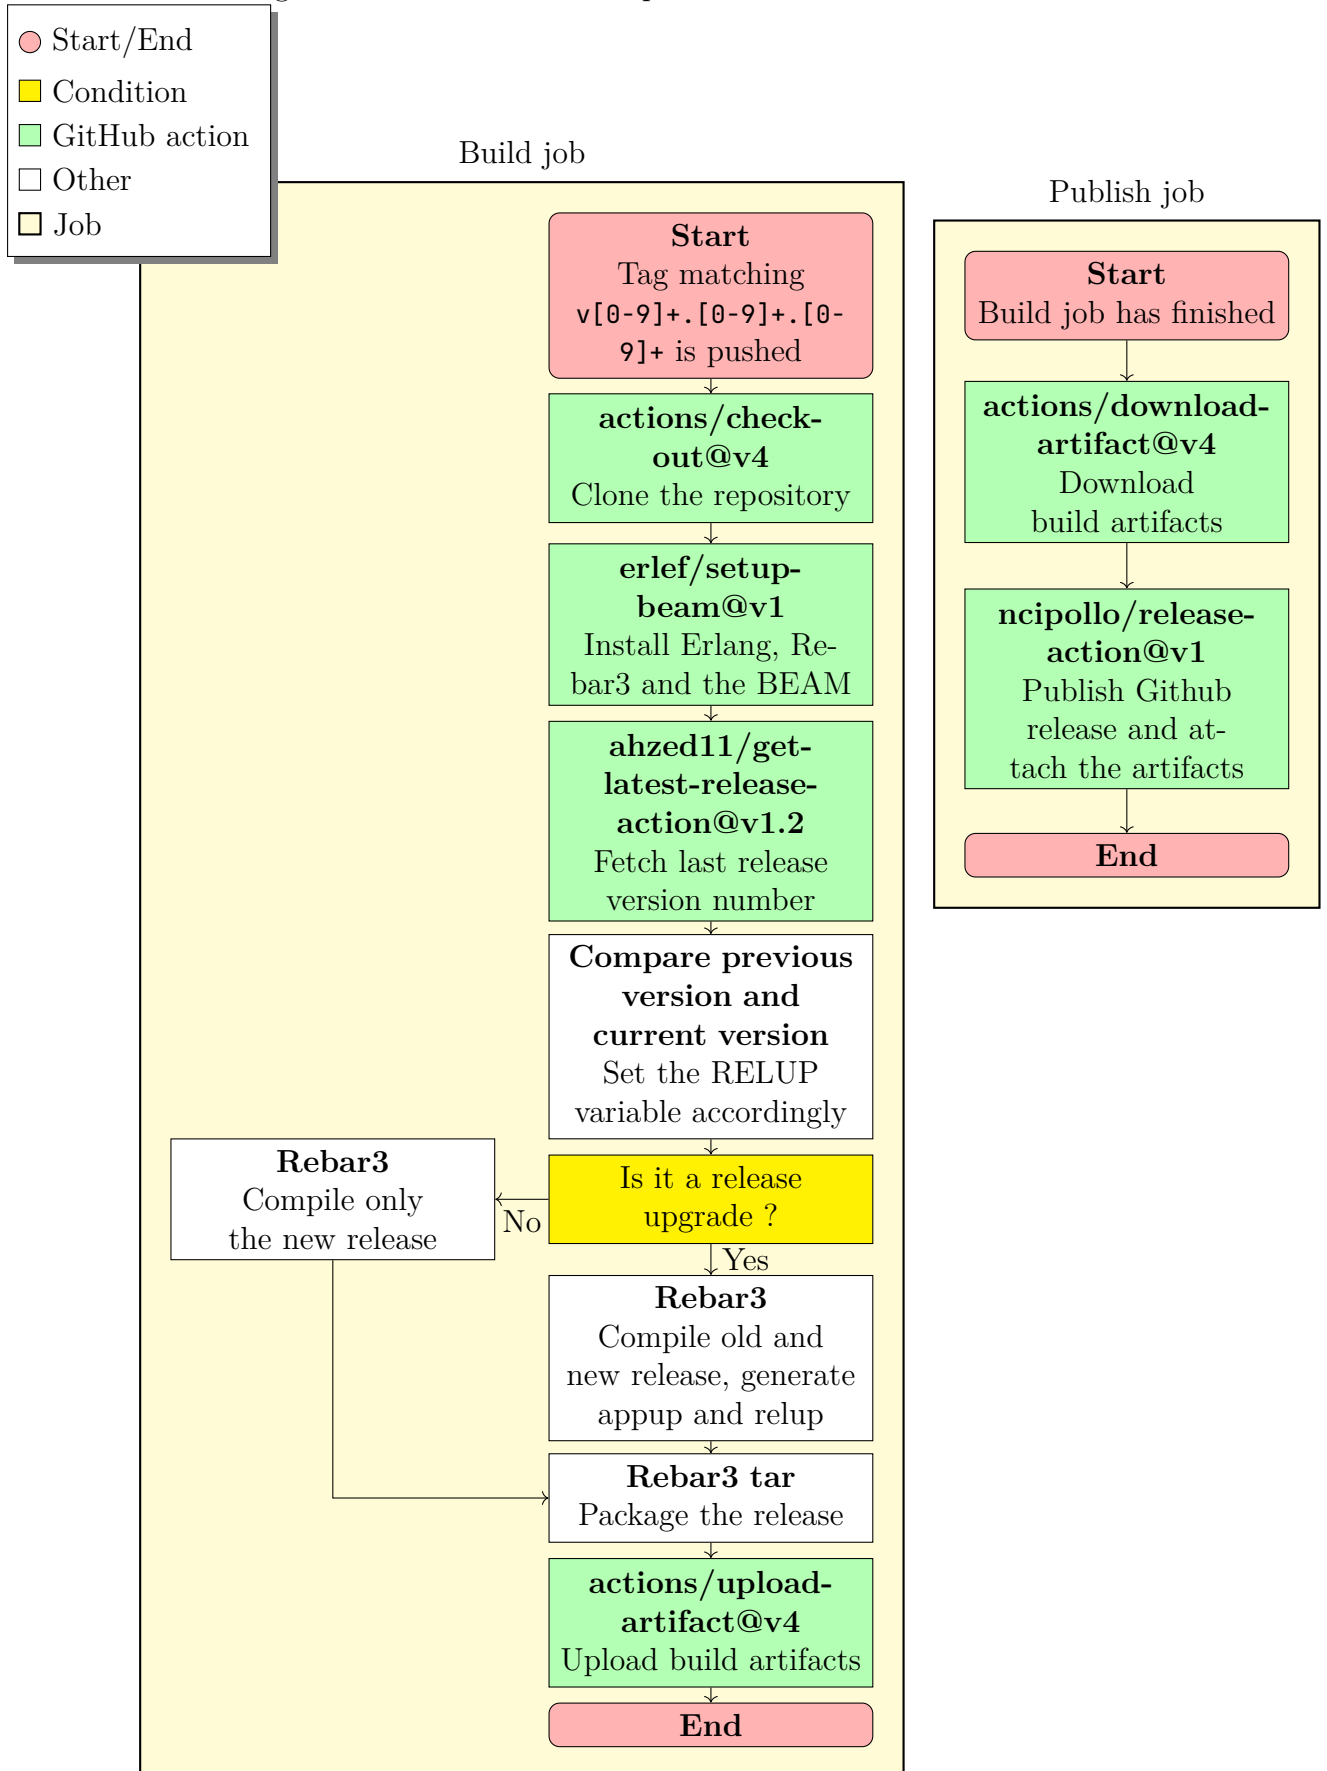 Start/End
Condition
GitHub action
Other
Job
Build job
Start
Tag matching
v[0-9]+.[0-9]+.[0-
9]+ is pushed
actions/check-
out@v4
Clone the repository
erlef/setup-
beam@v1
Install Erlang, Re-
bar3 and the BEAM
ahzed11/get-
latest-release-
action@v1.2
Fetch last release
version number
Compare previous
version and
current version
Set the RELUP
variable accordingly
Is it a release
upgrade ?
No
Yes
Rebar3
Compile only
the new release
Rebar3
Compile old and
new release, generate
appup and relup
Rebar3 tar
Package the release
actions/upload-
artifact@v4
Upload build artifacts
End
Publish job
Start
Build job has finished
actions/download-
artifact@v4
Download
build artifacts
ncipollo/release-
action@v1
Publish Github
release and at-
tach the artifacts
End